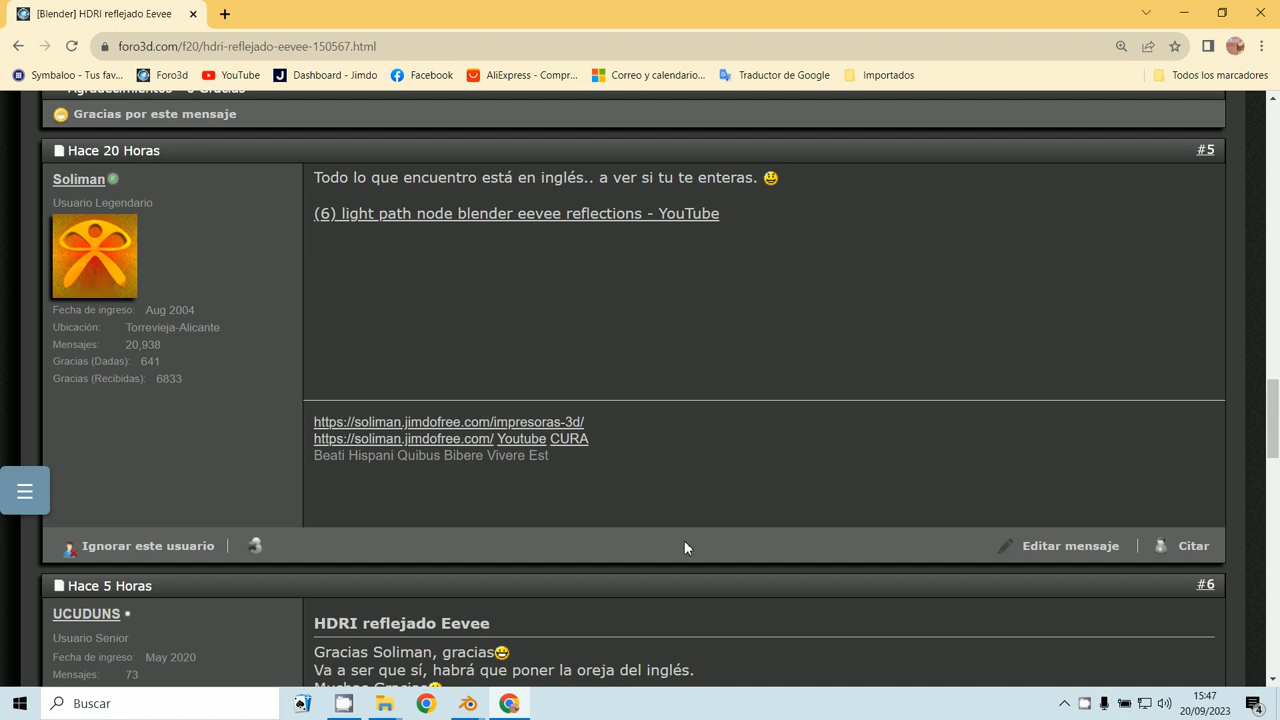 [Blender] HDRI reflejado Eevee
foro3d.com/f20/hdri-reflejado-eevee-150567.html
Symbaloo - Tus fav... Foro3d YouTube Dashboard - Jimdo Facebook AliExpress - Compr... Correo y calendario... Traductor de Google Importados Todos los marcadores
Gracias por este mensaje
Hace 20 Horas #5
Soliman
Usuario Legendario
Fecha de ingreso: Aug 2004
Ubicación: Torrevieja-Alicante
Mensajes: 20,938
Gracias (Dadas): 641
Gracias (Recibidas): 6833
Todo lo que encuentro está en inglés.. a ver si tu te enteras.
(6) light path node blender eevee reflections - YouTube
https://soliman.jimdofree.com/impresoras-3d/
https://soliman.jimdofree.com/ Youtube CURA
Beati Hispani Quibus Bibere Vivere Est
Ignorar este usuario Editar mensaje Citar
Hace 5 Horas #6
UCUDUNS
Usuario Senior
Fecha de ingreso: May 2020
Mensajes: 73
HDRI reflejado Eevee
Gracias Soliman, gracias
Va a ser que sí, habrá que poner la oreja del inglés.
Muchas Gracias
Buscar
15:47
20/09/2023
4